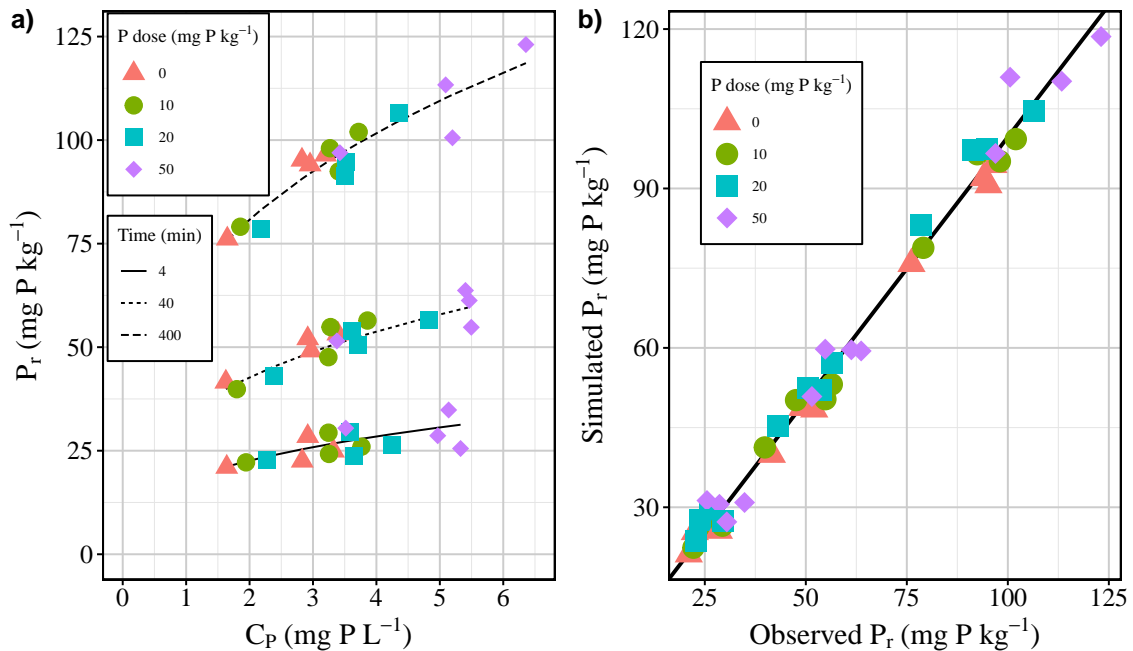 a)
P dose (mg P kg⁻¹)
0
10
20
50
Time (min)
4
40
400
125
100
75
50
25
0
Pᵣ (mg P kg⁻¹)
0 1 2 3 4 5 6
C_P (mg P L⁻¹)
b)
P dose (mg P kg⁻¹)
0
10
20
50
120
90
60
30
Simulated Pᵣ (mg P kg⁻¹)
25 50 75 100 125
Observed Pᵣ (mg P kg⁻¹)